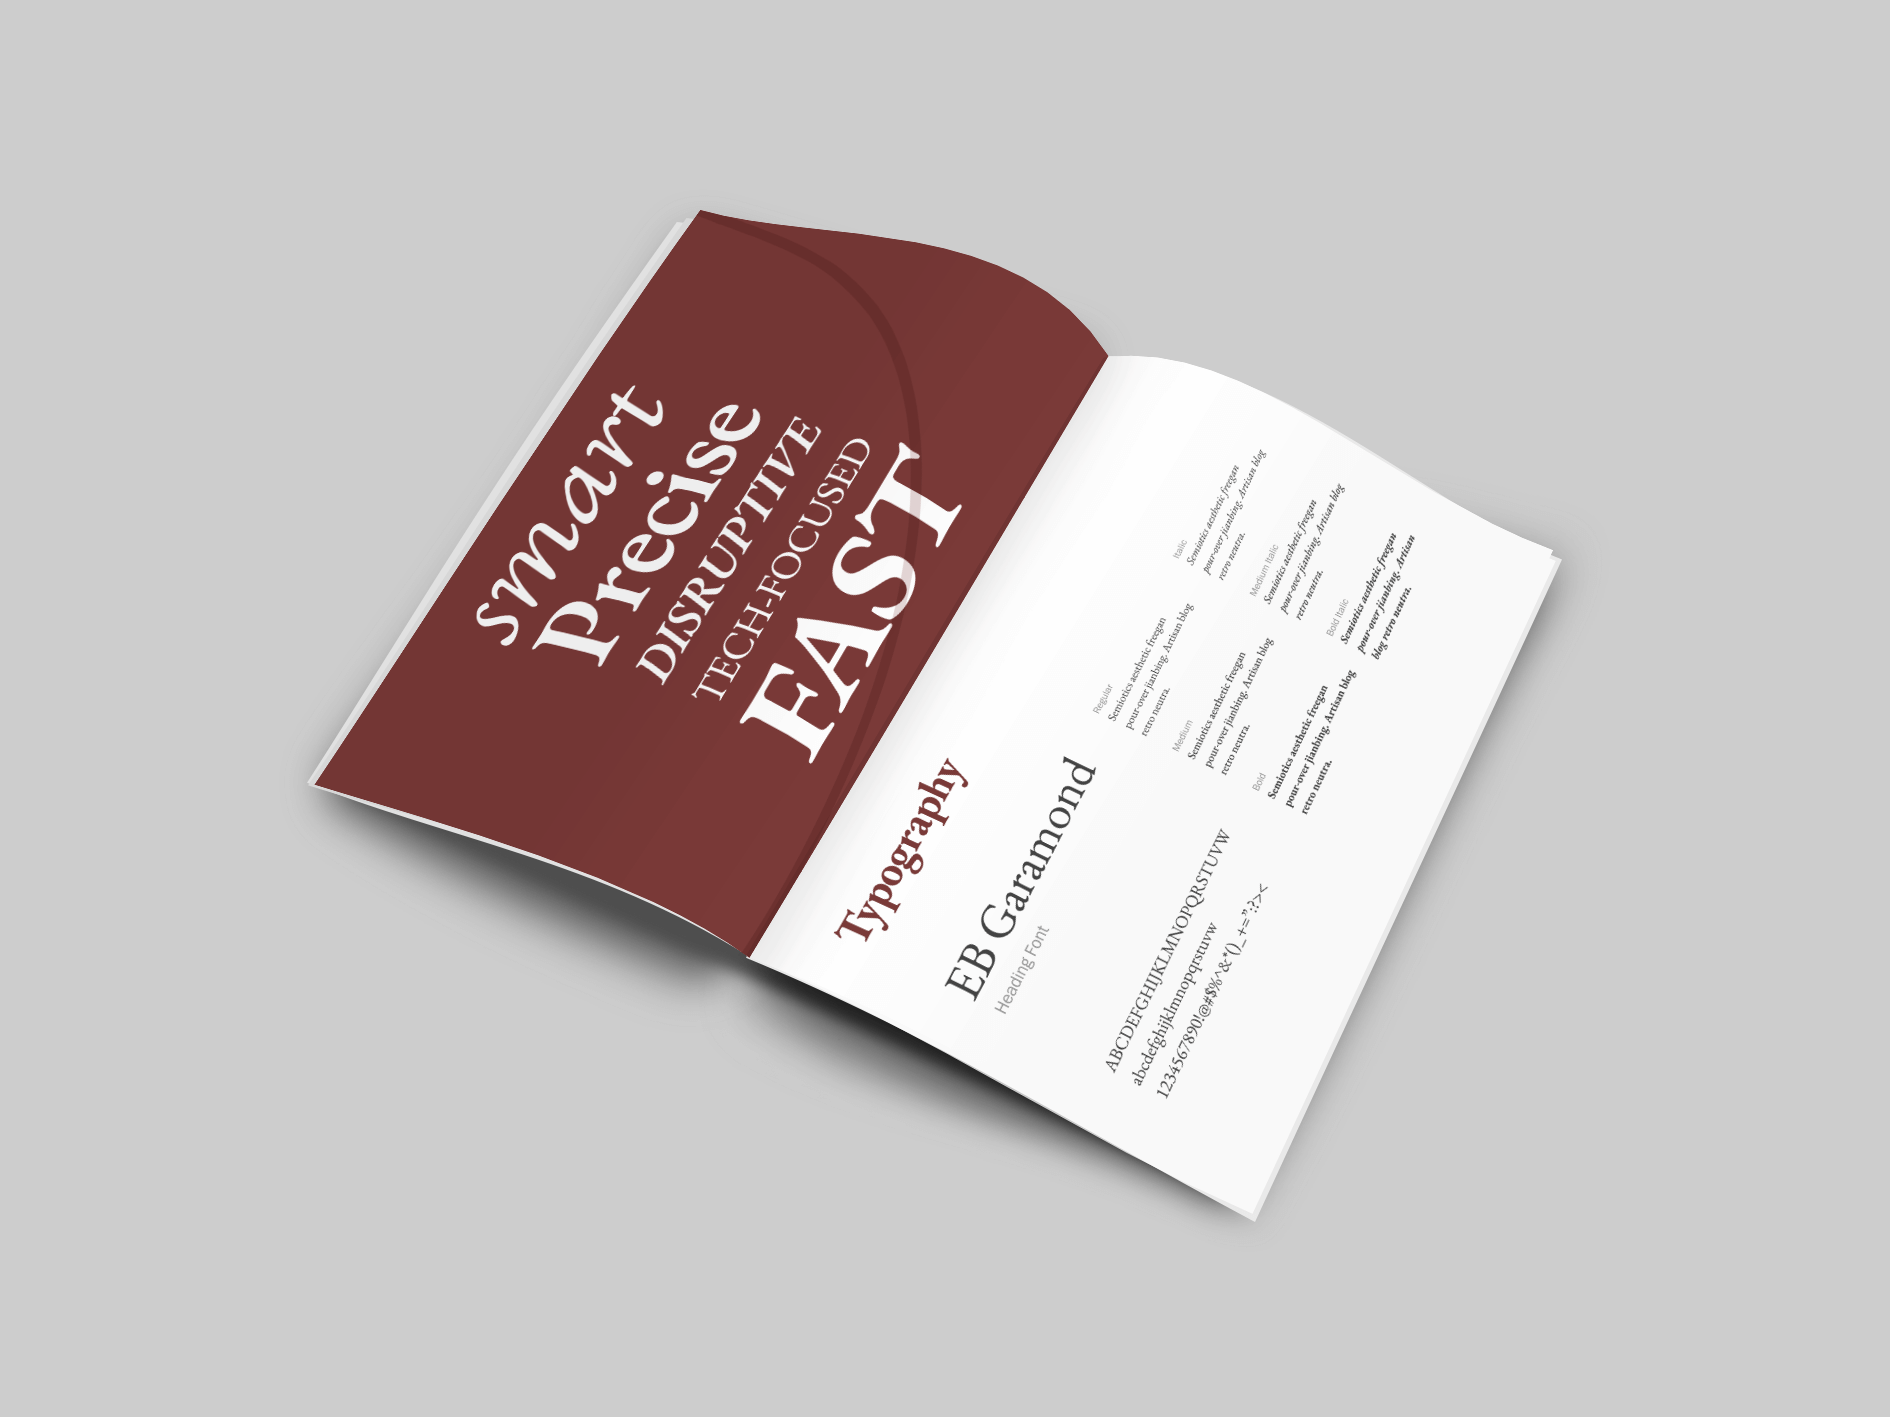 smart
Precise
DISRUPTIVE
TECH-FOCUSED
FAST
Typography
EB Garamond
Heading Font
ABCDEFGHIJKLMNOPQRSTUVW
abcdefghijklmnopqrstuvw
1234567890!@#$%^&*()_+=":?><
Regular
Semiotics aesthetic freegan
pour-over jianbing. Artisan blog
retro neutra.
Medium
Semiotics aesthetic freegan
pour-over jianbing. Artisan blog
retro neutra.
Bold
Semiotics aesthetic freegan
pour-over jianbing. Artisan blog
retro neutra.
Italic
Semiotics aesthetic freegan
pour-over jianbing. Artisan blog
retro neutra.
Medium Italic
Semiotics aesthetic freegan
pour-over jianbing. Artisan blog
retro neutra.
Bold Italic
Semiotics aesthetic freegan
pour-over jianbing. Artisan
blog retro neutra.